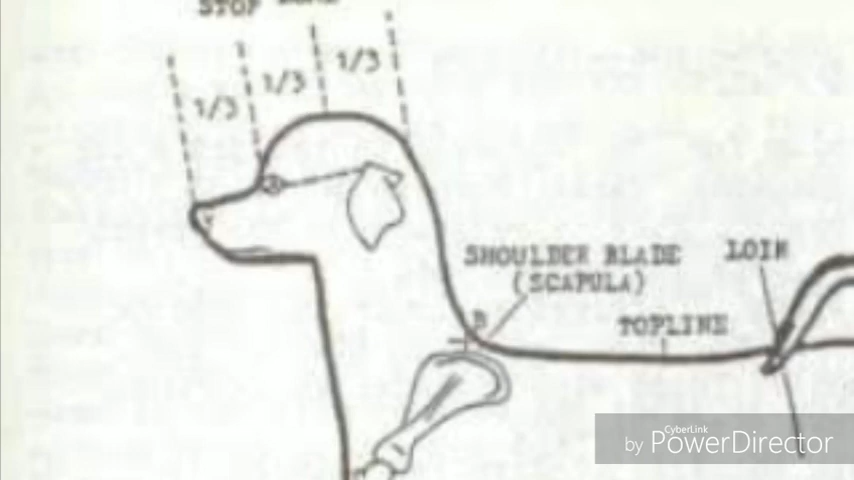 STOP
1/3
1/3
1/3
SHOULDER BLADE
(SCAPULA)
LOIN
B
TOPLINE
CyberLink
by PowerDirector